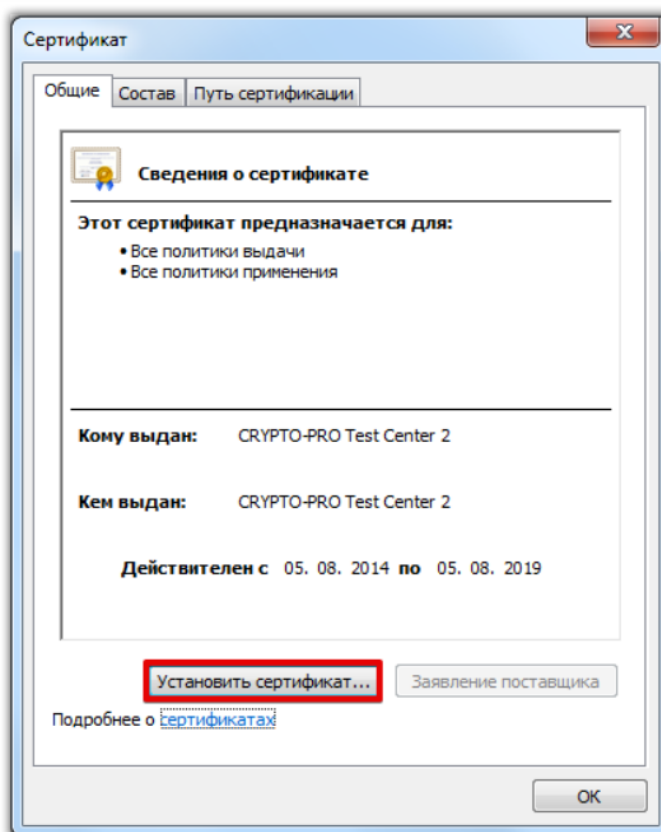 Сертификат
Общие Состав Путь сертификации
Сведения о сертификате
Этот сертификат предназначается для:
• Все политики выдачи
• Все политики применения
Кому выдан: CRYPTO-PRO Test Center 2
Кем выдан: CRYPTO-PRO Test Center 2
Действителен с 05. 08. 2014 по 05. 08. 2019
Установить сертификат... Заявление поставщика
Подробнее о сертификатах
ОК